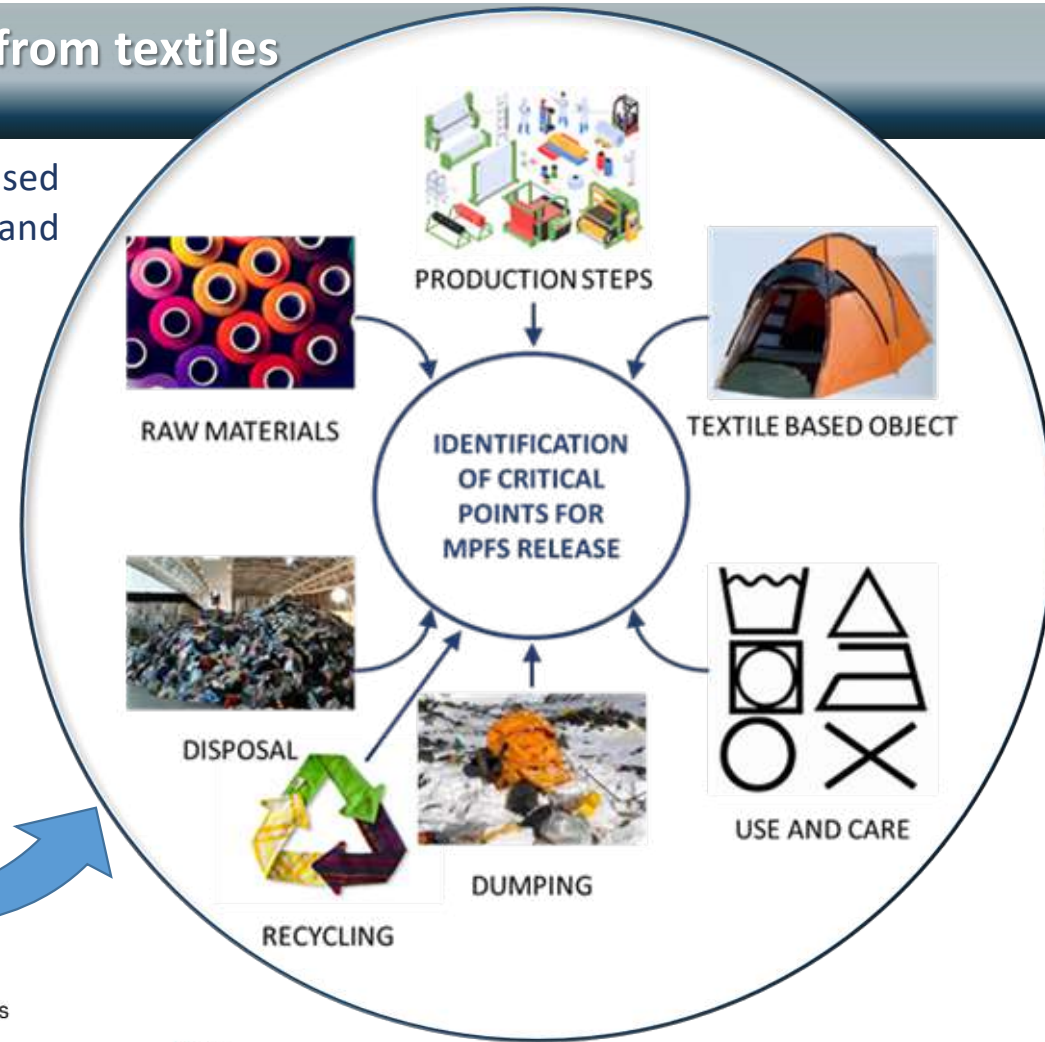 from textiles
sed
and
PRODUCTION STEPS
RAW MATERIALS
TEXTILE BASED OBJECT
IDENTIFICATION
OF CRITICAL
POINTS FOR
MPFS RELEASE
DISPOSAL
USE AND CARE
DUMPING
RECYCLING
s